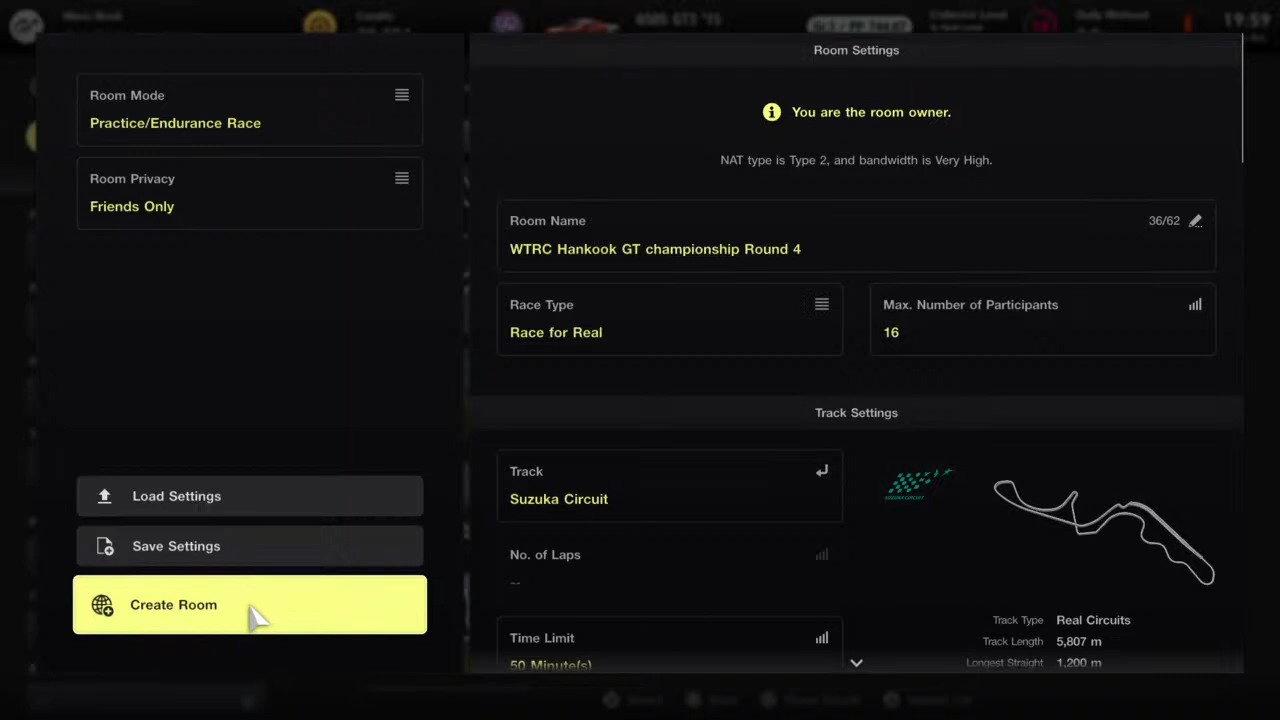 19:59
Room Mode
Practice/Endurance Race
Room Privacy
Friends Only
Load Settings
Save Settings
Create Room
Room Settings
You are the room owner.
NAT type is Type 2, and bandwidth is Very High.
Room Name
36/62
WTRC Hankook GT championship Round 4
Race Type
Race for Real
Max. Number of Participants
16
Track Settings
Track
Suzuka Circuit
SUZUKA CIRCUIT
No. of Laps
--
Time Limit
50 Minute(s)
Track Type Real Circuits
Track Length 5,807 m
Longest Straight 1,200 m